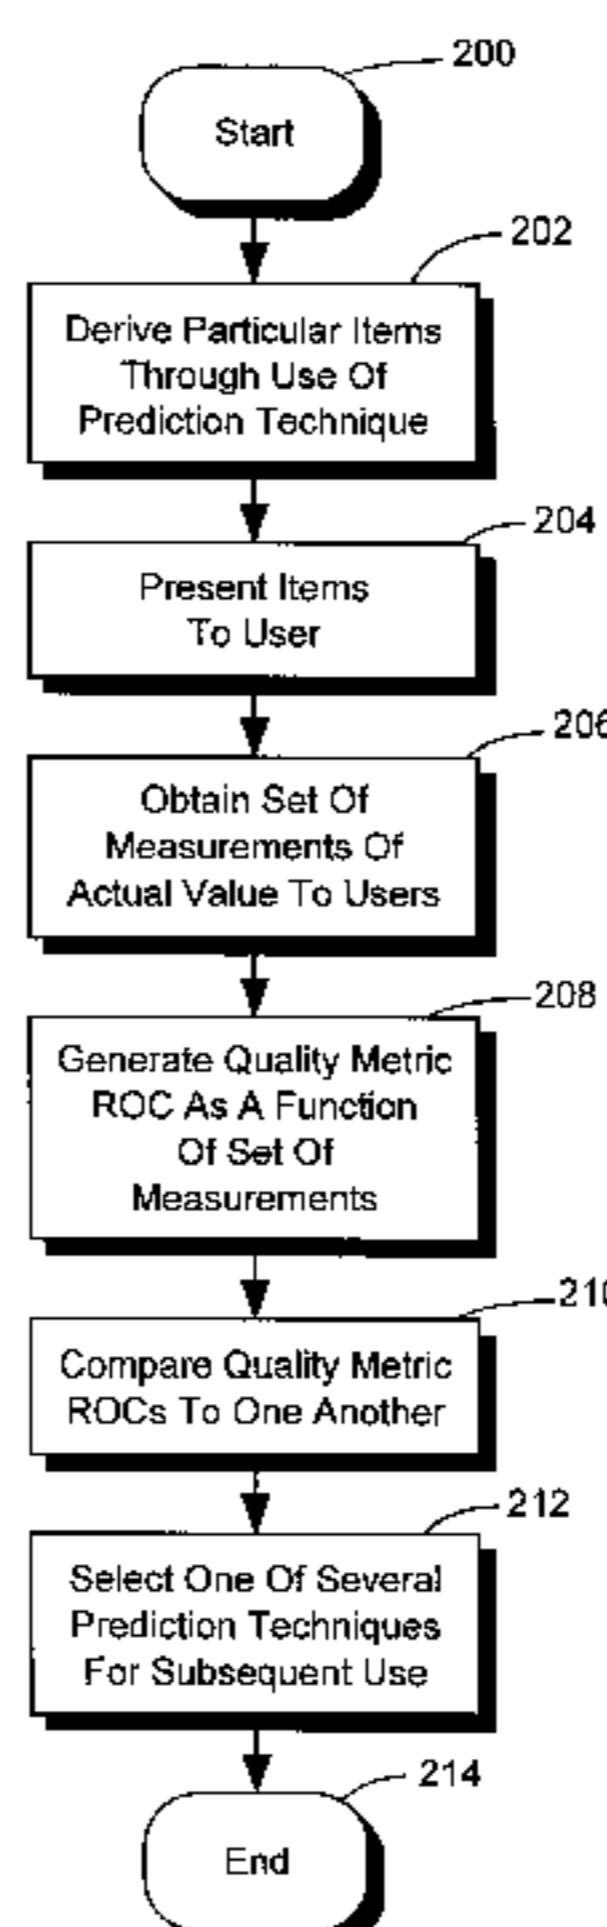 200
Start
202
Derive Particular Items
Through Use Of
Prediction Technique
204
Present Items
To User
206
Obtain Set Of
Measurements Of
Actual Value To Users
208
Generate Quality Metric
ROC As A Function
Of Set Of
Measurements
210
Compare Quality Metric
ROCs To One Another
212
Select One Of Several
Prediction Techniques
For Subsequent Use
214
End